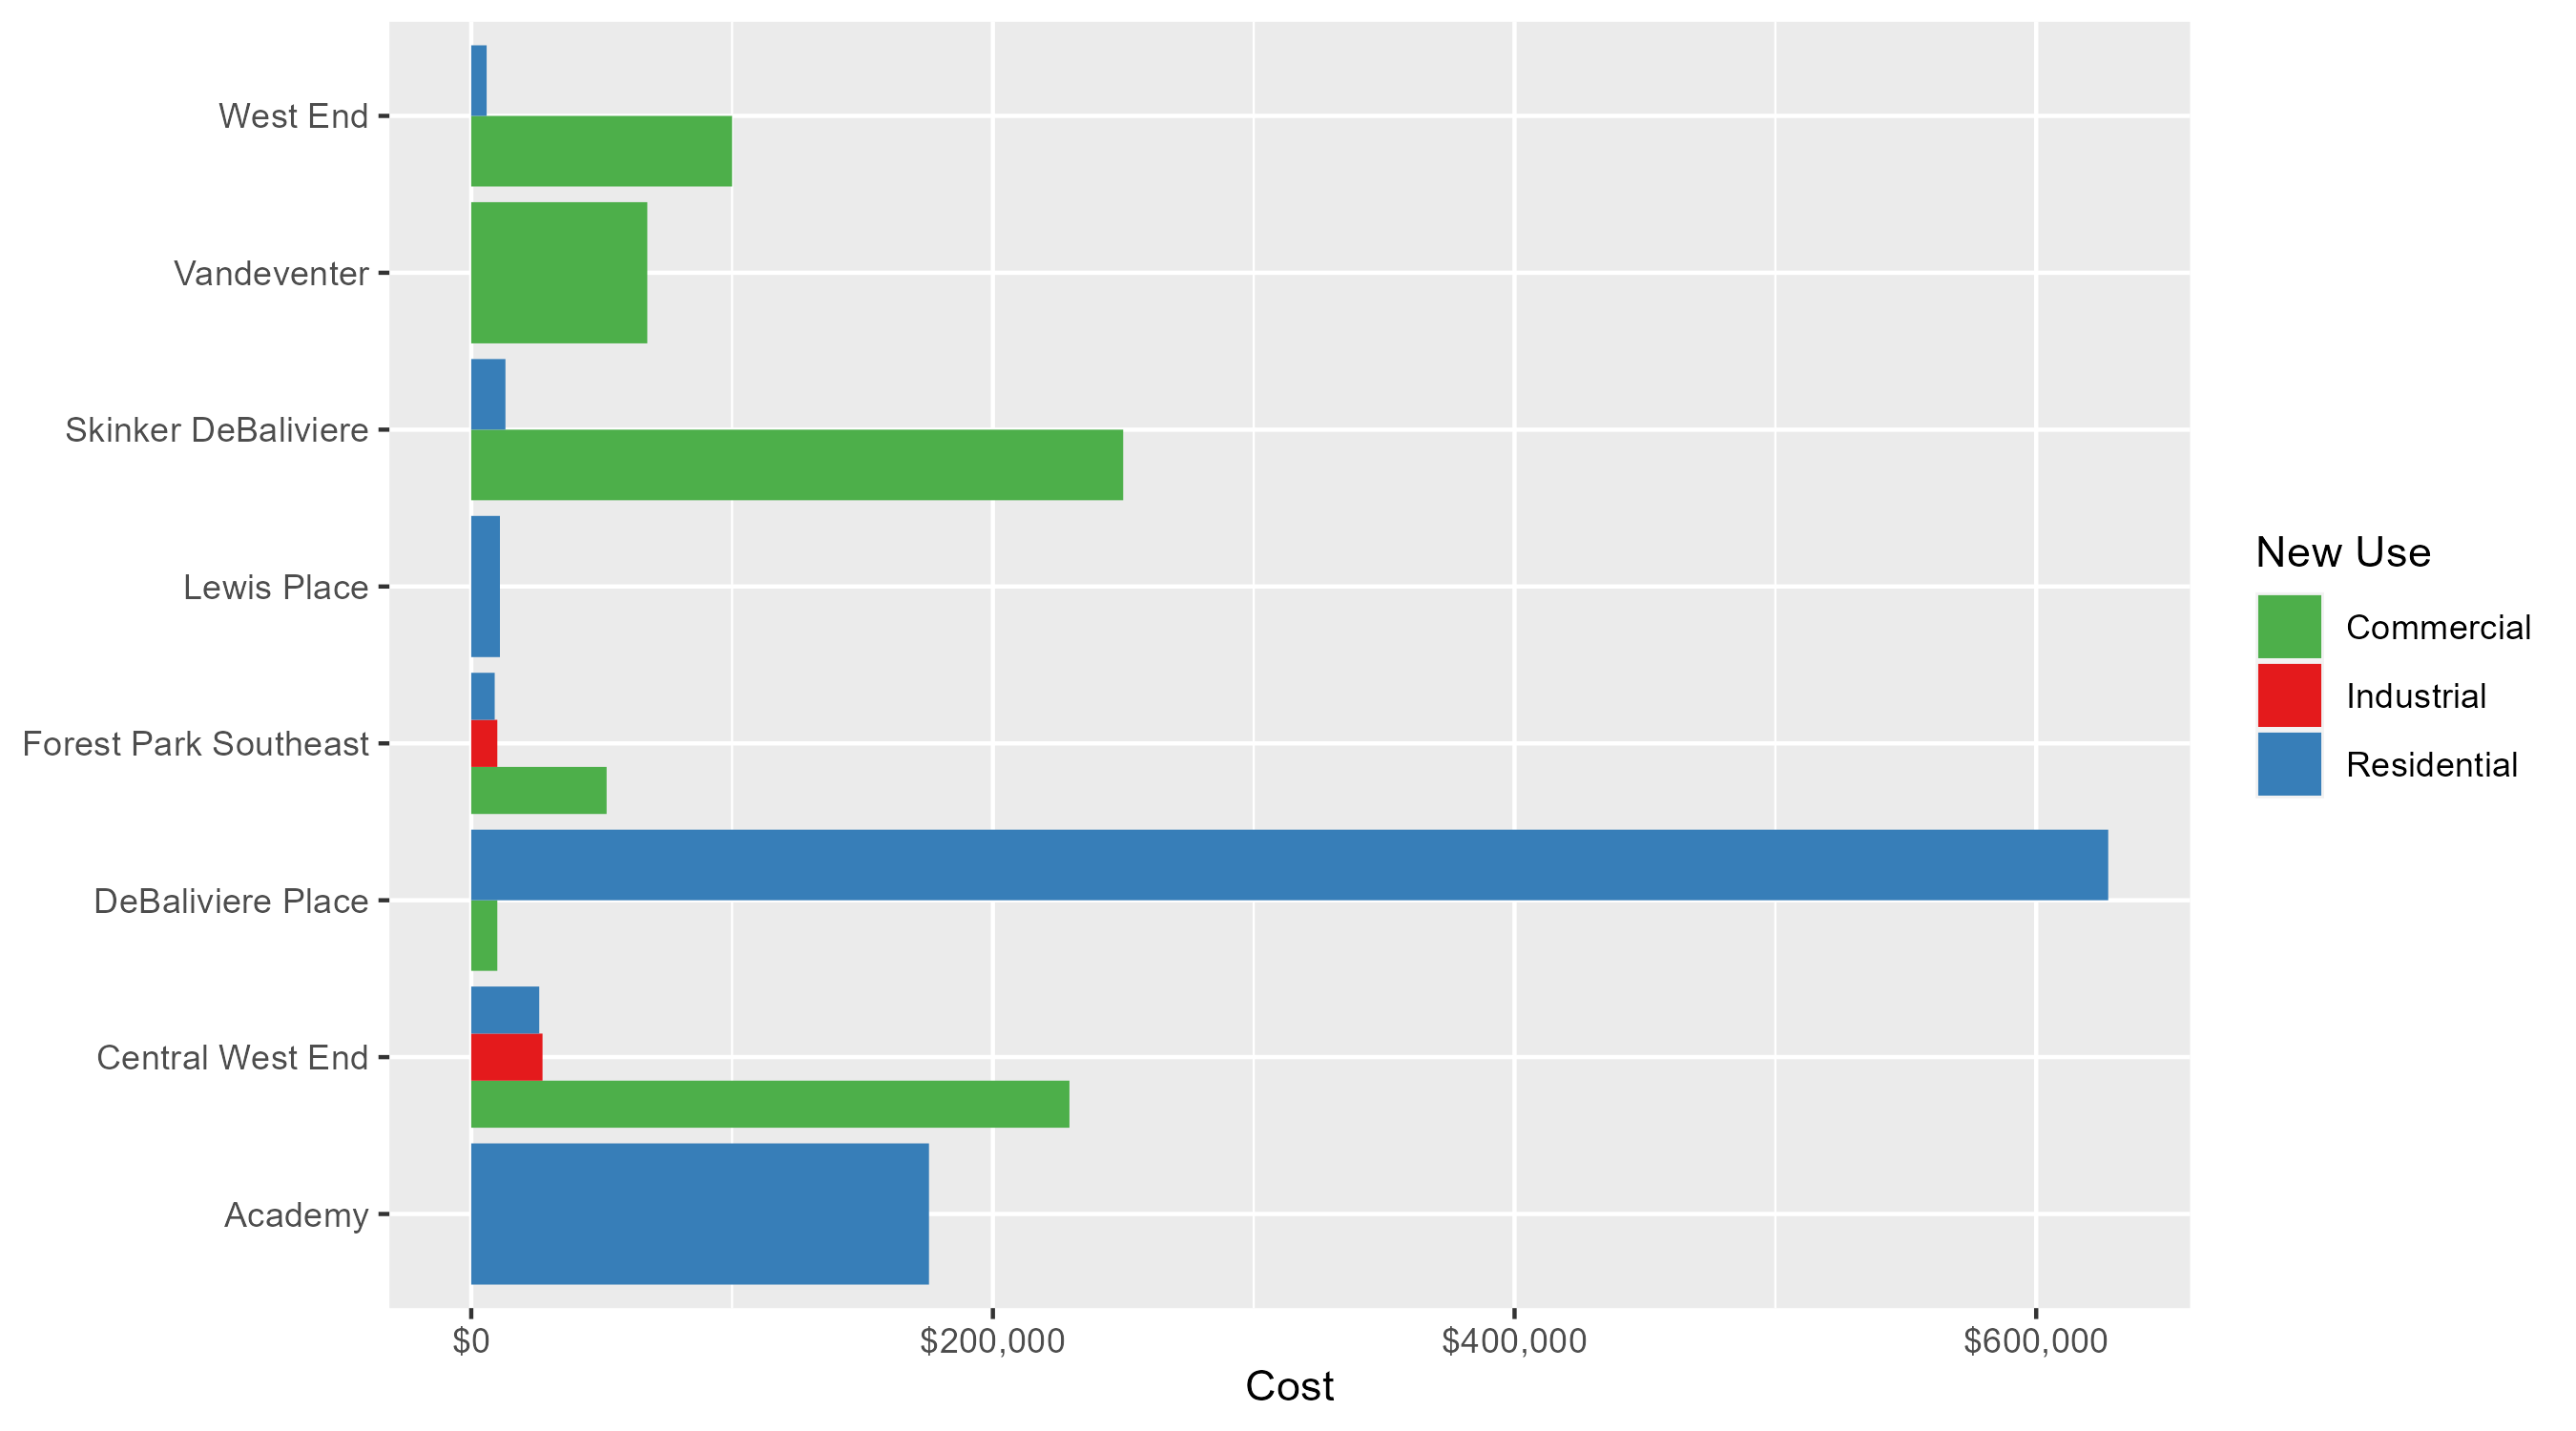 West End
Vandeventer
Skinker DeBaliviere
Lewis Place
Forest Park Southeast
DeBaliviere Place
Central West End
Academy
$0
$200,000
$400,000
$600,000
Cost
New Use
Commercial
Industrial
Residential